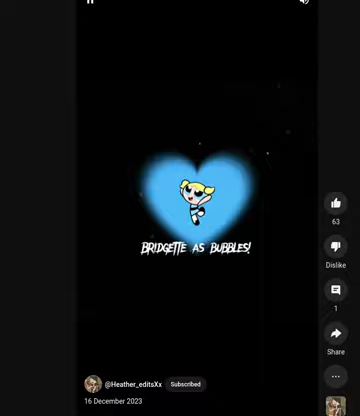 BRIDGETTE AS BUBBLES!
63
Dislike
1
Share
@Heather_editsXx Subscribed
16 December 2023